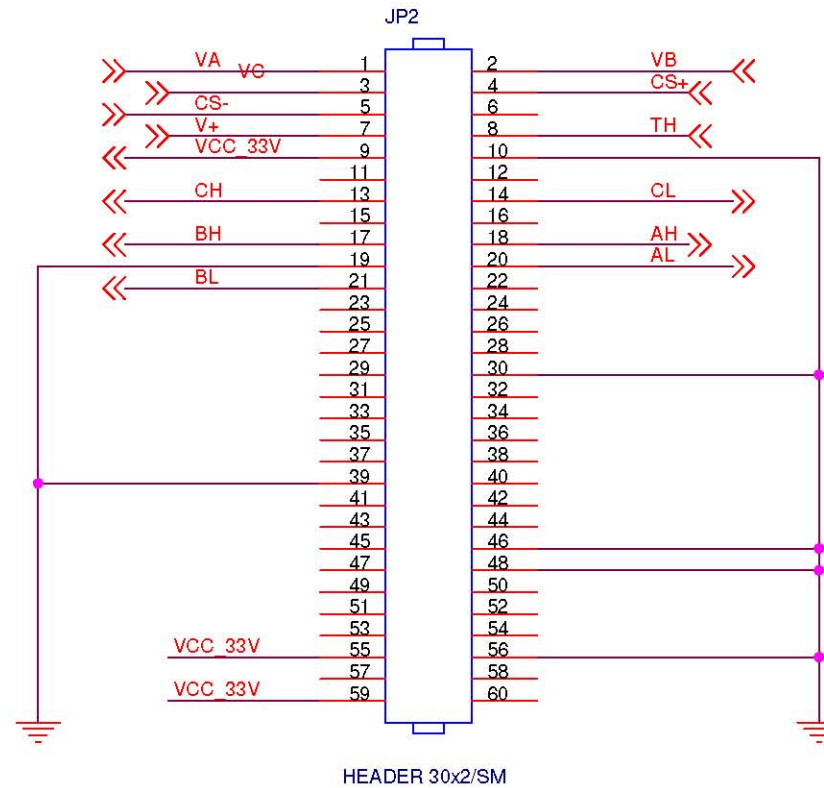 JP2
VA 1 2 VB
VC 3 4 CS+
CS- 5 6
V+ 7 8 TH
VCC_33V 9 10
11 12
CH 13 14 CL
15 16
BH 17 18 AH
19 20 AL
BL 21 22
23 24
25 26
27 28
29 30
31 32
33 34
35 36
37 38
39 40
41 42
43 44
45 46
47 48
49 50
51 52
53 54
VCC_33V 55 56
57 58
VCC_33V 59 60
HEADER 30x2/SM